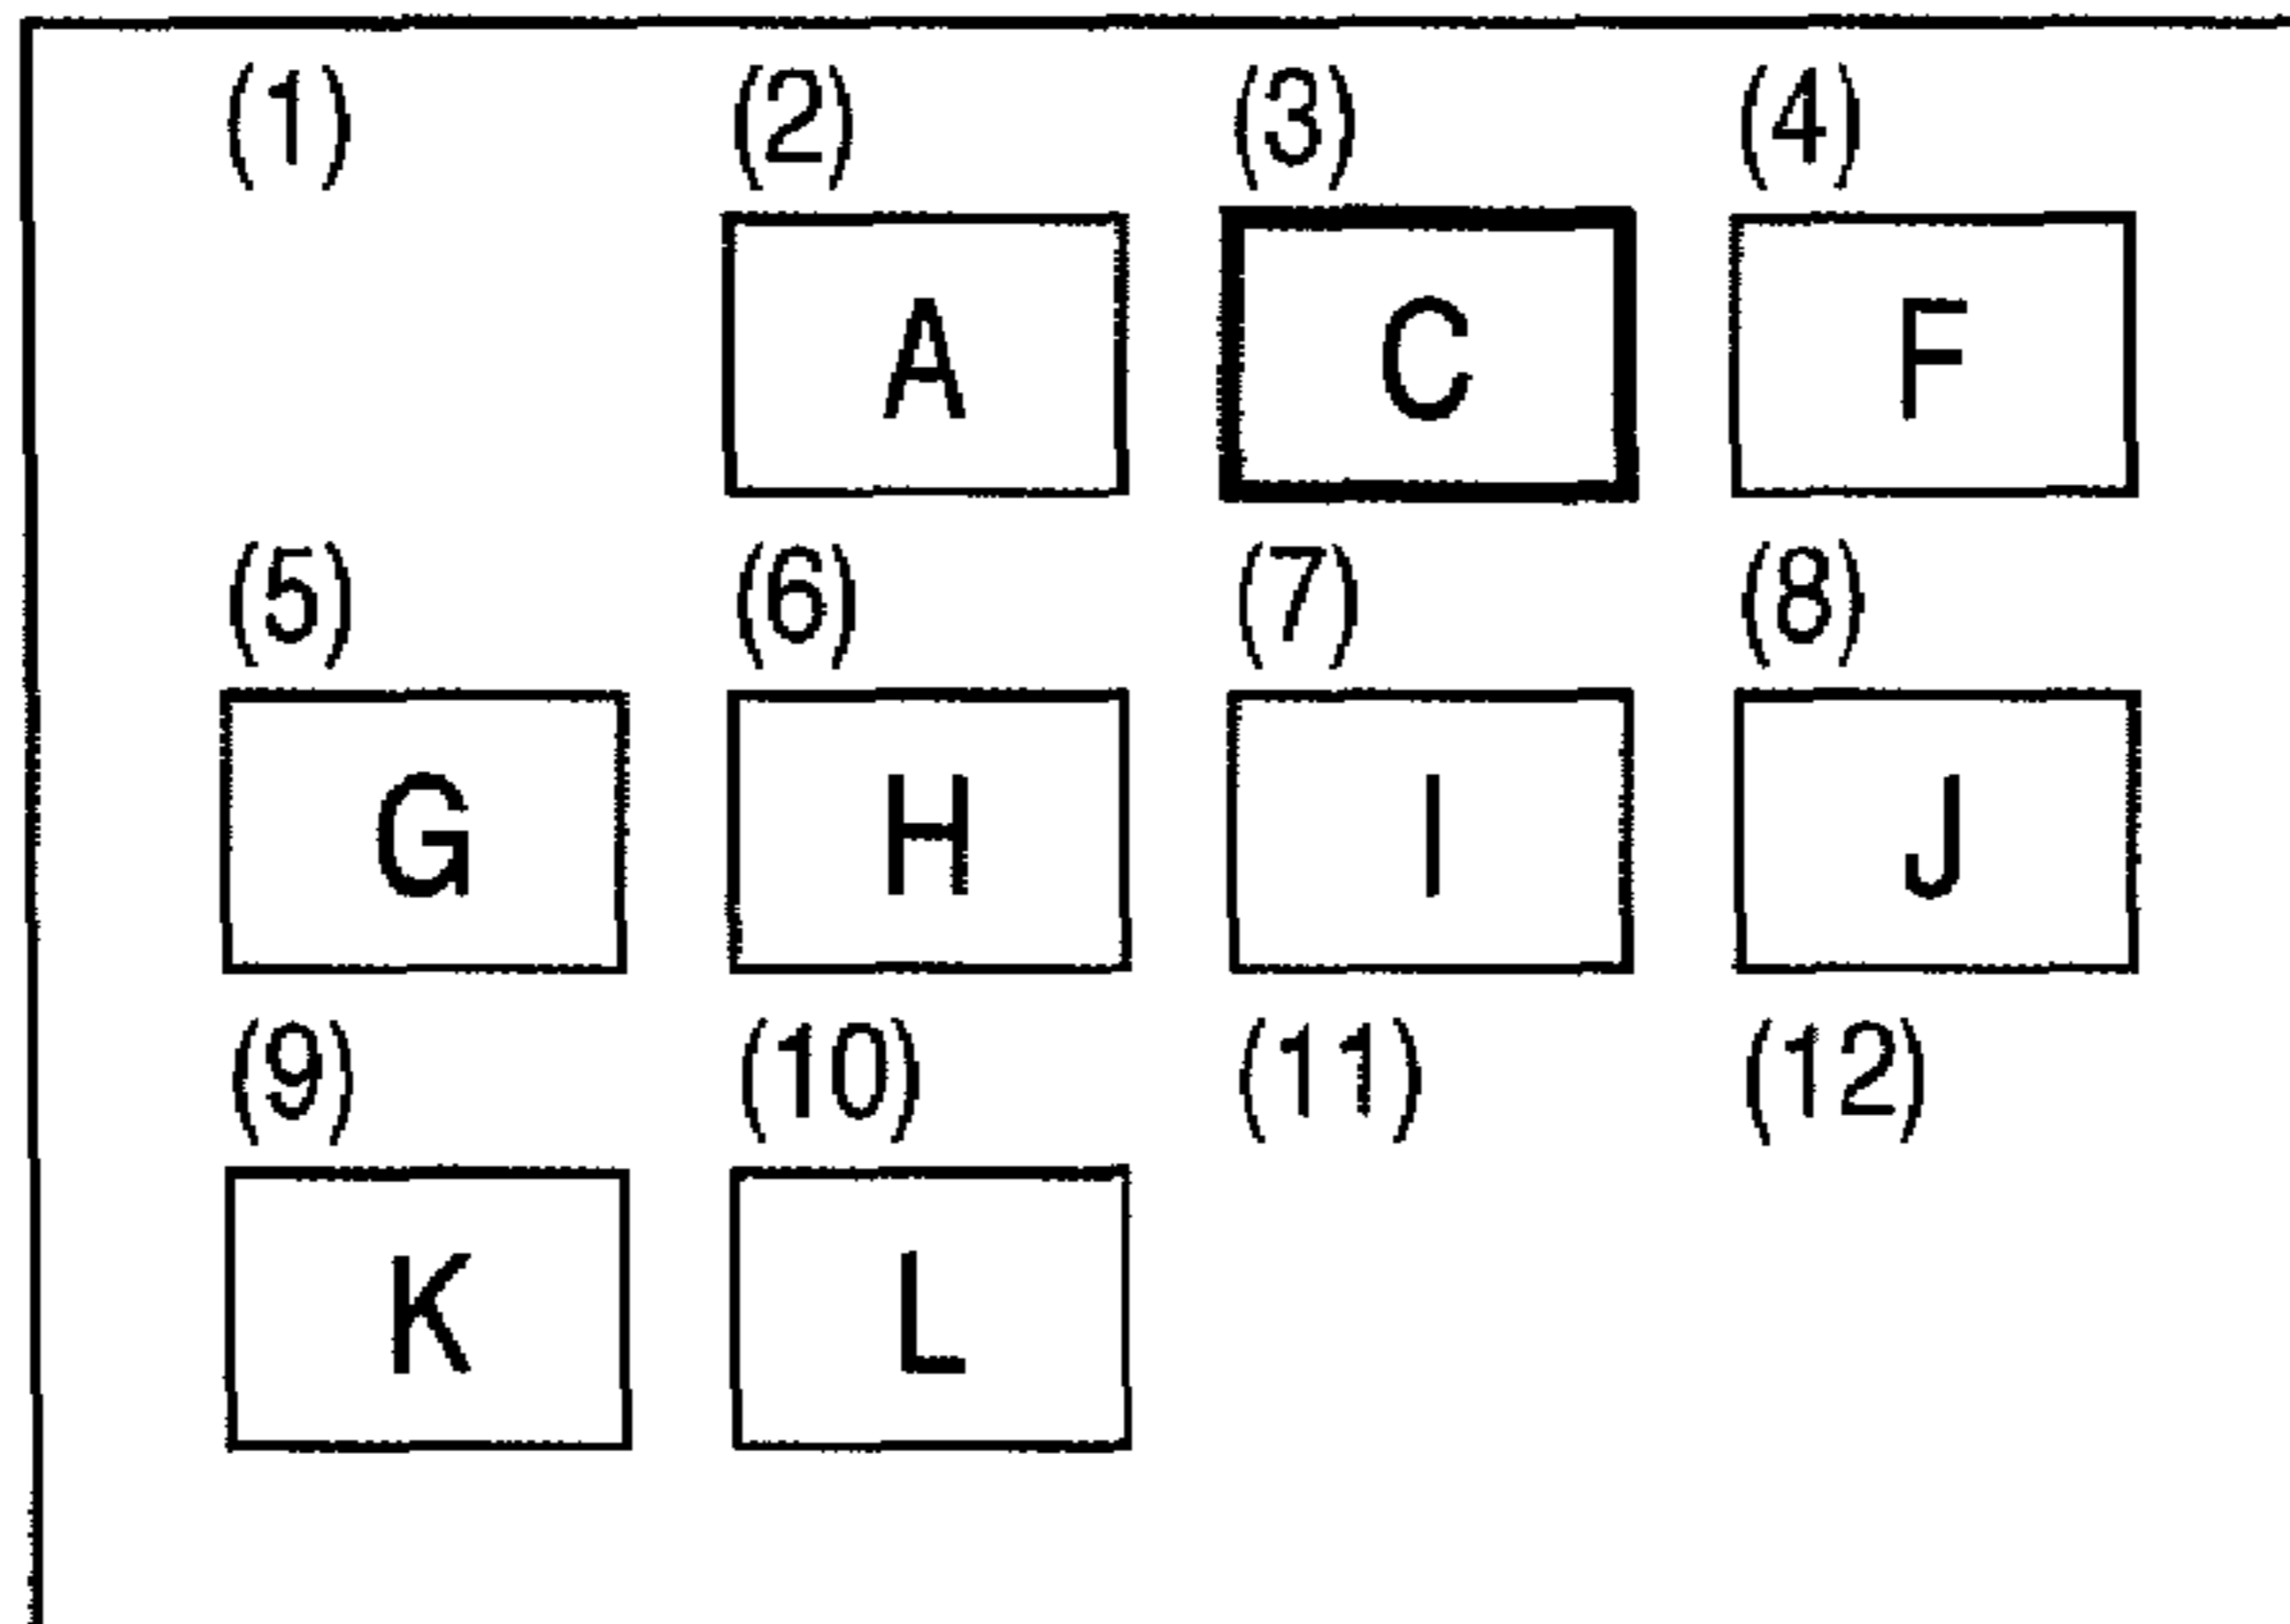 (1) (2) (3) (4)
A C F
(5) (6) (7) (8)
G H I J
(9) (10) (11) (12)
K L